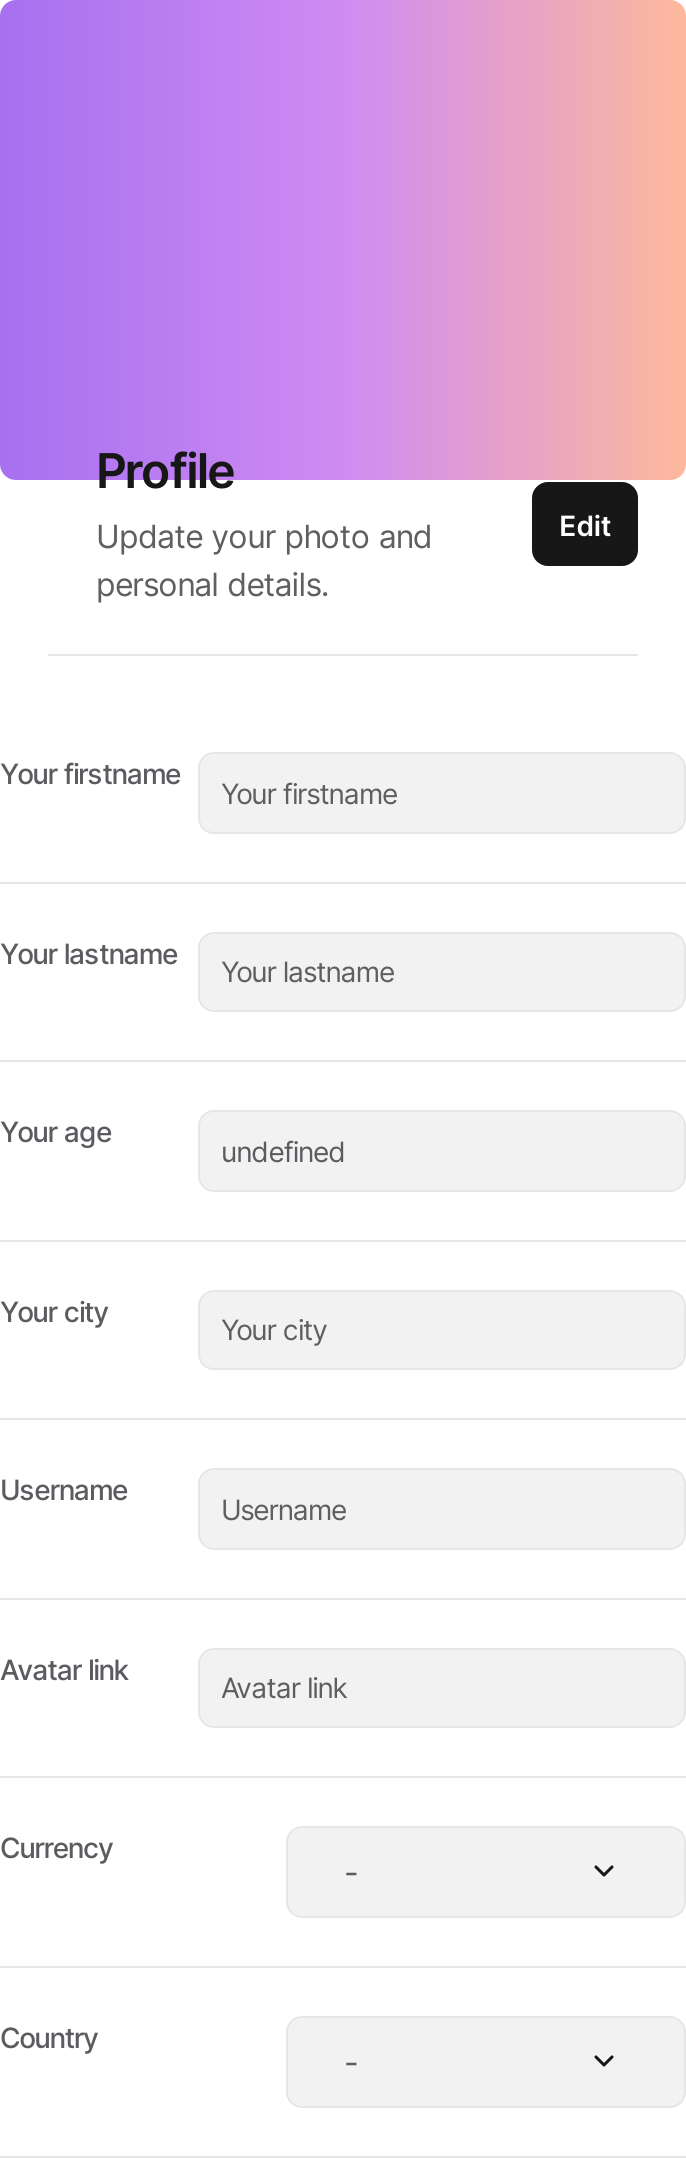 Profile
Update your photo and
personal details.
Edit
Your firstname
Your firstname
Your lastname
Your lastname
Your age
undefined
Your city
Your city
Username
Username
Avatar link
Avatar link
Currency
-
Country
-